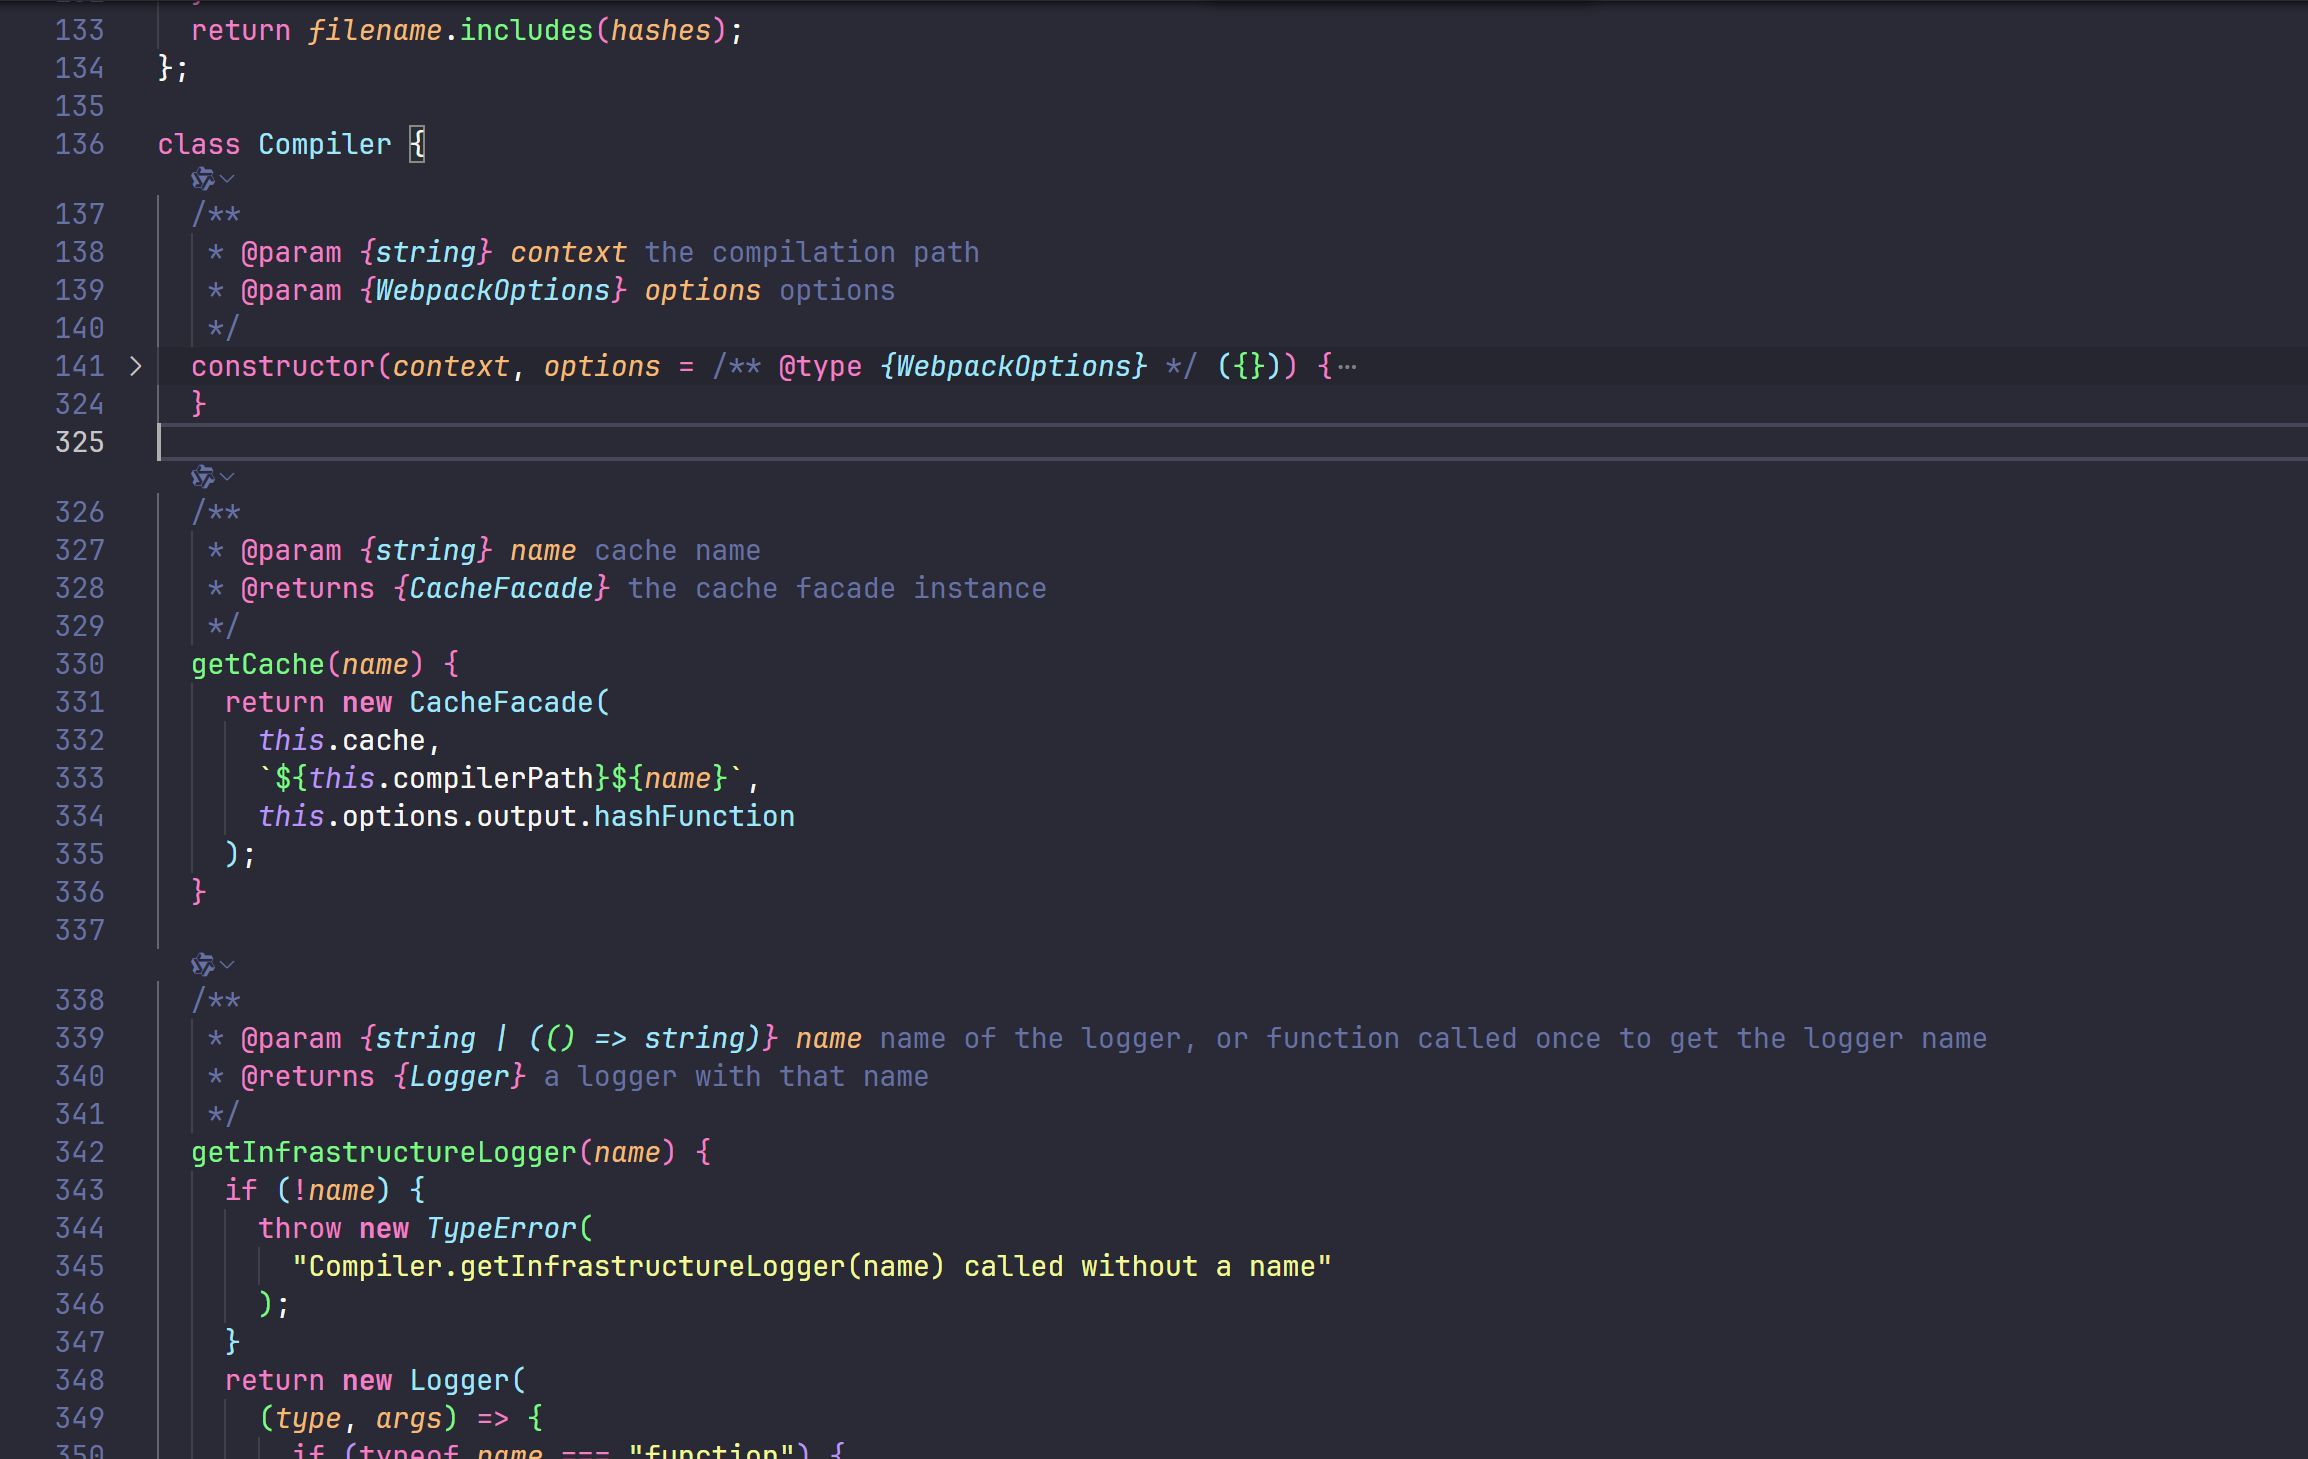 133 return filename.includes(hashes);
134 };
135
136 class Compiler {
137 /**
138 * @param {string} context the compilation path
139 * @param {WebpackOptions} options options
140 */
141 constructor(context, options = /** @type {WebpackOptions} */ ({})) {…
324 }
325
326 /**
327 * @param {string} name cache name
328 * @returns {CacheFacade} the cache facade instance
329 */
330 getCache(name) {
331 return new CacheFacade(
332 this.cache,
333 `${this.compilerPath}${name}`,
334 this.options.output.hashFunction
335 );
336 }
337
338 /**
339 * @param {string | (() => string)} name name of the logger, or function called once to get the logger name
340 * @returns {Logger} a logger with that name
341 */
342 getInfrastructureLogger(name) {
343 if (!name) {
344 throw new TypeError(
345 "Compiler.getInfrastructureLogger(name) called without a name"
346 );
347 }
348 return new Logger(
349 (type, args) => {
350 if (typeof name === "function") {